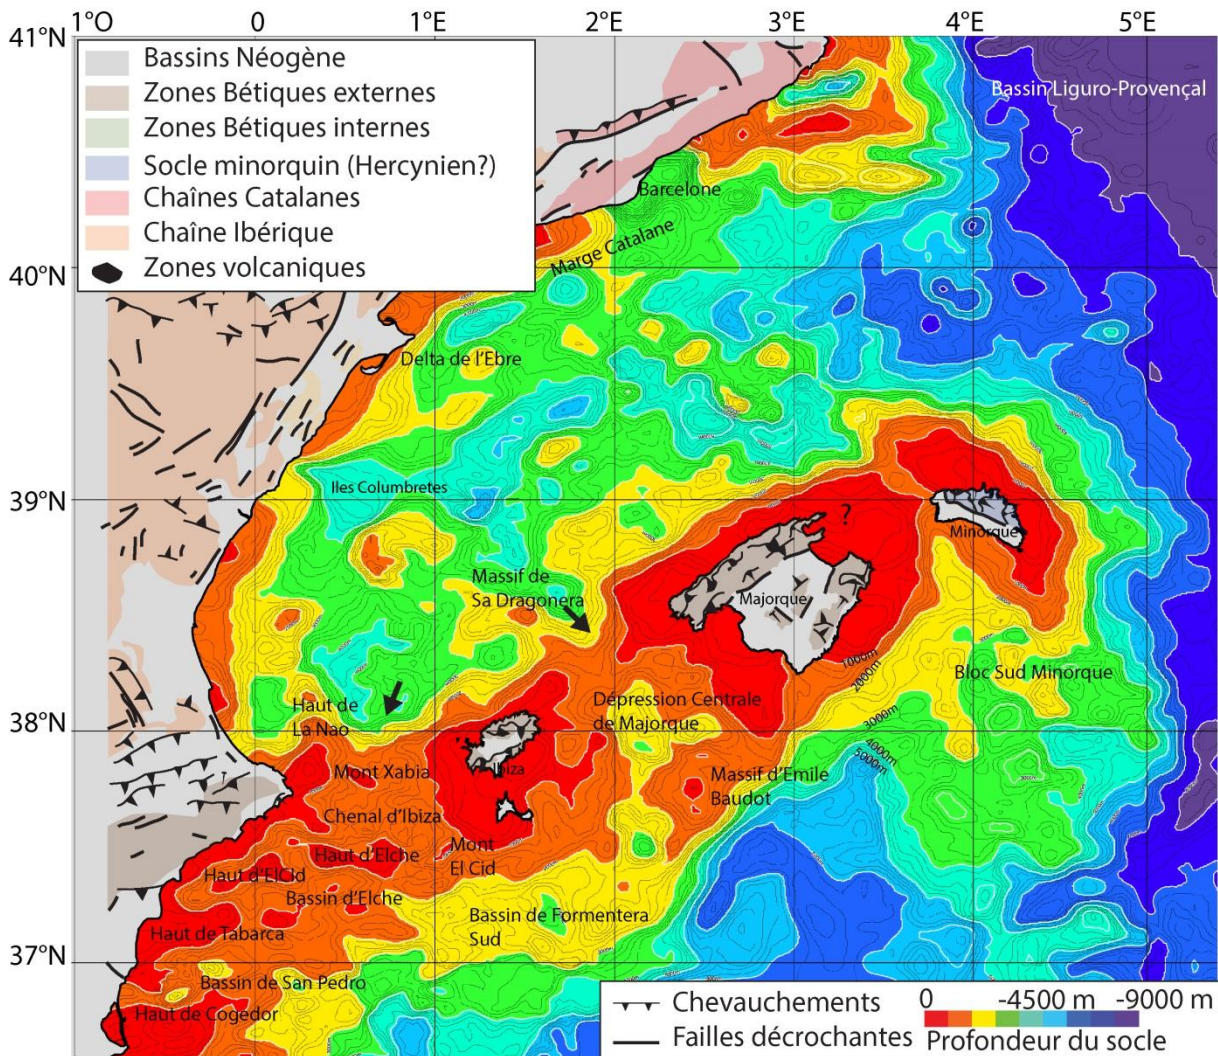 1°O 0 1°E 2°E 3°E 4°E 5°E
41°N
Bassins Néogène
Zones Bétiques externes
Zones Bétiques internes
Socle minorquin (Hercynien?)
Chaînes Catalanes
Chaîne Ibérique
Zones volcaniques
Bassin Liguro-Provençal
Barcelone
Marge Catalane
40°N
Delta de l'Ebre
39°N
Iles Columbretes
?
Minorque
Massif de
Sa Dragonera
Majorque
1000m
2000m
3000m
4000m
5000m
Bloc Sud Minorque
Haut de
La Nao
Dépression Centrale
de Majorque
38°N
Mont Xabia
Ibiza
Massif d'Emile
Baudot
Chenal d'Ibiza
Haut d'Elche
Mont
El Cid
Haut d'ElCid
Bassin d'Elche
Bassin de Formentera
Sud
Haut de Tabarca
37°N
Bassin de San Pedro
Haut de Cogedor
Chevauchements
Failles décrochantes
0 -4500 m -9000 m
Profondeur du socle